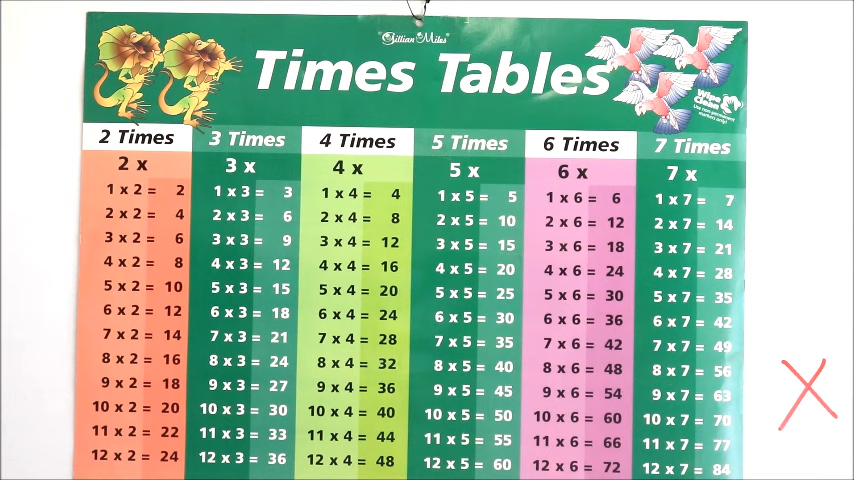 "Gillian Miles"
Times Tables
Wipe
Clean
Use non-permanent
markers only!
2 Times
2 x
1 x 2 = 2
2 x 2 = 4
3 x 2 = 6
4 x 2 = 8
5 x 2 = 10
6 x 2 = 12
7 x 2 = 14
8 x 2 = 16
9 x 2 = 18
10 x 2 = 20
11 x 2 = 22
12 x 2 = 24
3 Times
3 x
1 x 3 = 3
2 x 3 = 6
3 x 3 = 9
4 x 3 = 12
5 x 3 = 15
6 x 3 = 18
7 x 3 = 21
8 x 3 = 24
9 x 3 = 27
10 x 3 = 30
11 x 3 = 33
12 x 3 = 36
4 Times
4 x
1 x 4 = 4
2 x 4 = 8
3 x 4 = 12
4 x 4 = 16
5 x 4 = 20
6 x 4 = 24
7 x 4 = 28
8 x 4 = 32
9 x 4 = 36
10 x 4 = 40
11 x 4 = 44
12 x 4 = 48
5 Times
5 x
1 x 5 = 5
2 x 5 = 10
3 x 5 = 15
4 x 5 = 20
5 x 5 = 25
6 x 5 = 30
7 x 5 = 35
8 x 5 = 40
9 x 5 = 45
10 x 5 = 50
11 x 5 = 55
12 x 5 = 60
6 Times
6 x
1 x 6 = 6
2 x 6 = 12
3 x 6 = 18
4 x 6 = 24
5 x 6 = 30
6 x 6 = 36
7 x 6 = 42
8 x 6 = 48
9 x 6 = 54
10 x 6 = 60
11 x 6 = 66
12 x 6 = 72
7 Times
7 x
1 x 7 = 7
2 x 7 = 14
3 x 7 = 21
4 x 7 = 28
5 x 7 = 35
6 x 7 = 42
7 x 7 = 49
8 x 7 = 56
9 x 7 = 63
10 x 7 = 70
11 x 7 = 77
12 x 7 = 84
X